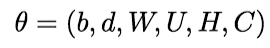 θ = (b, d, W, U, H, C)